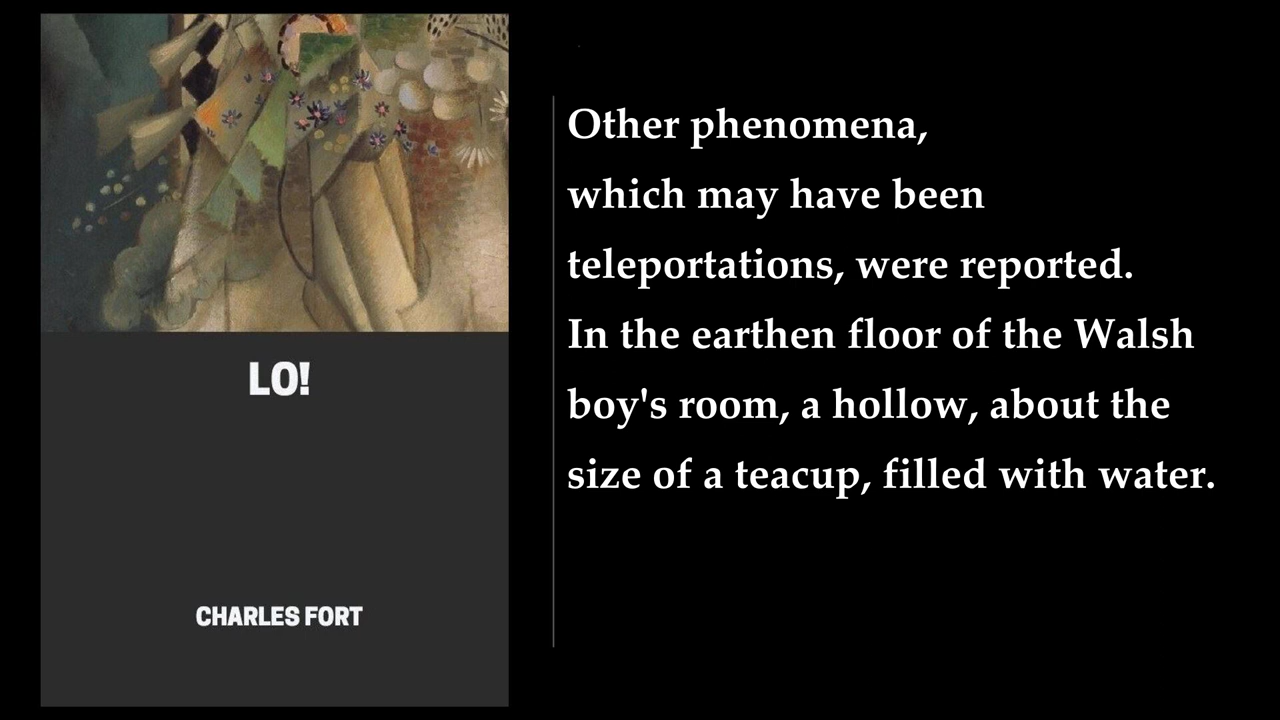 LO!
CHARLES FORT
Other phenomena,
which may have been
teleportations, were reported.
In the earthen floor of the Walsh
boy's room, a hollow, about the
size of a teacup, filled with water.